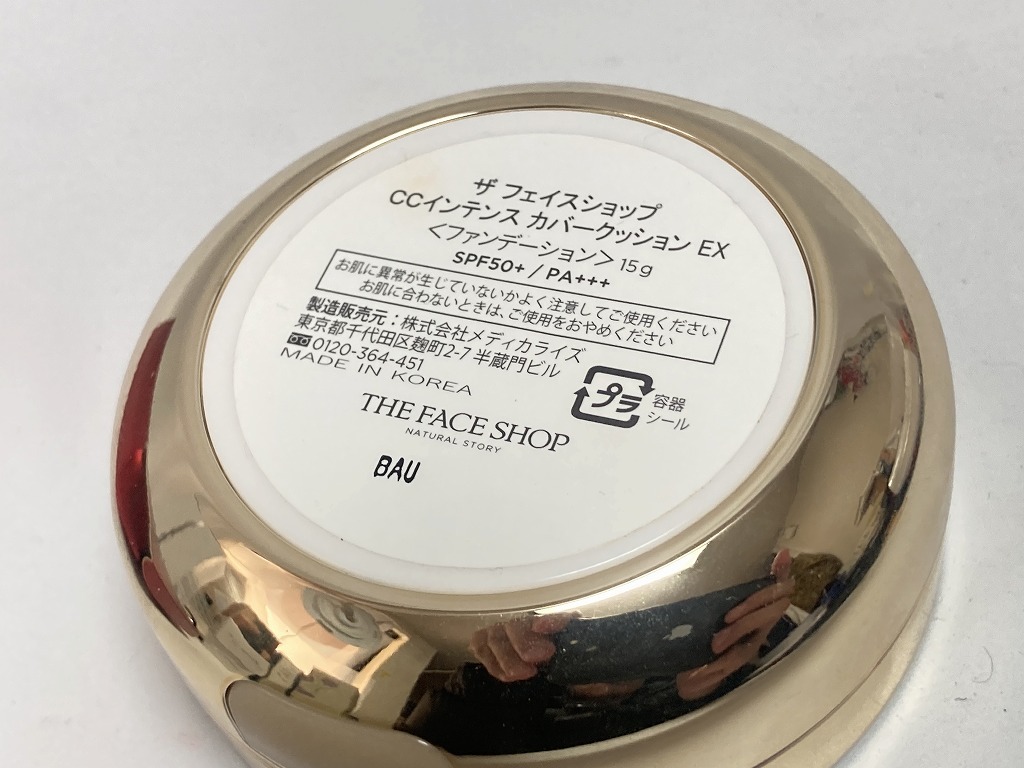 ザ フェイスショップ
CCインテンス カバークッション EX
<ファンデーション> 15g
SPF50+ / PA+++
お肌に異常が生じていないかよく注意してご使用ください
お肌に合わないときは、ご使用をおやめください
製造販売元:株式会社メディカライズ
東京都千代田区麹町2-7 半蔵門ビル
☎0120-364-451
MADE IN KOREA
プラ
容器
シール
THE FACE SHOP
NATURAL STORY
BAU